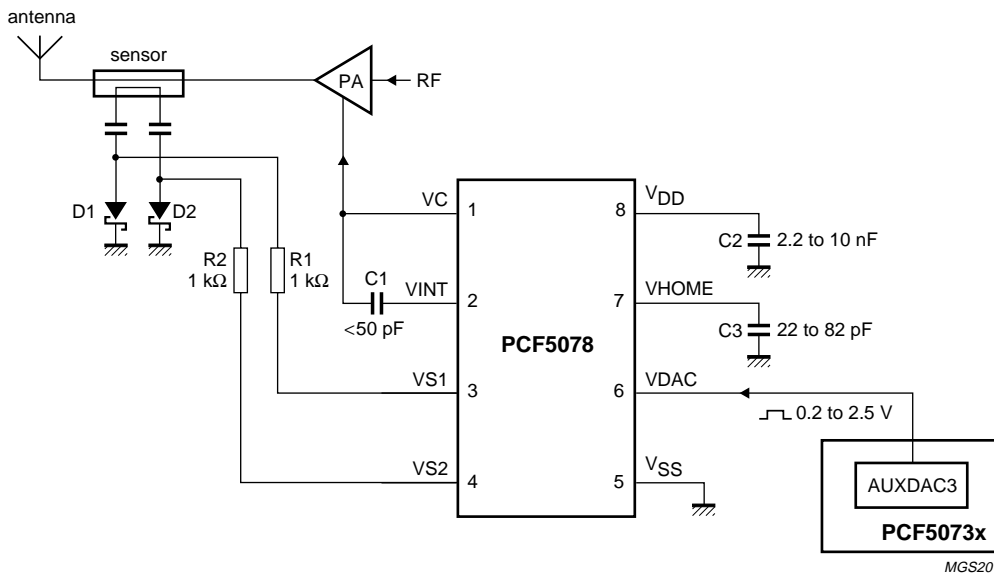 antenna
sensor
PA
RF
D1
D2
R2
1 kΩ
R1
1 kΩ
C1
<50 pF
VC
1
VINT
2
VS1
3
VS2
4
PCF5078
8
VDD
C2
2.2 to 10 nF
7
VHOME
C3
22 to 82 pF
6
VDAC
0.2 to 2.5 V
5
VSS
AUXDAC3
PCF5073x
MGS20